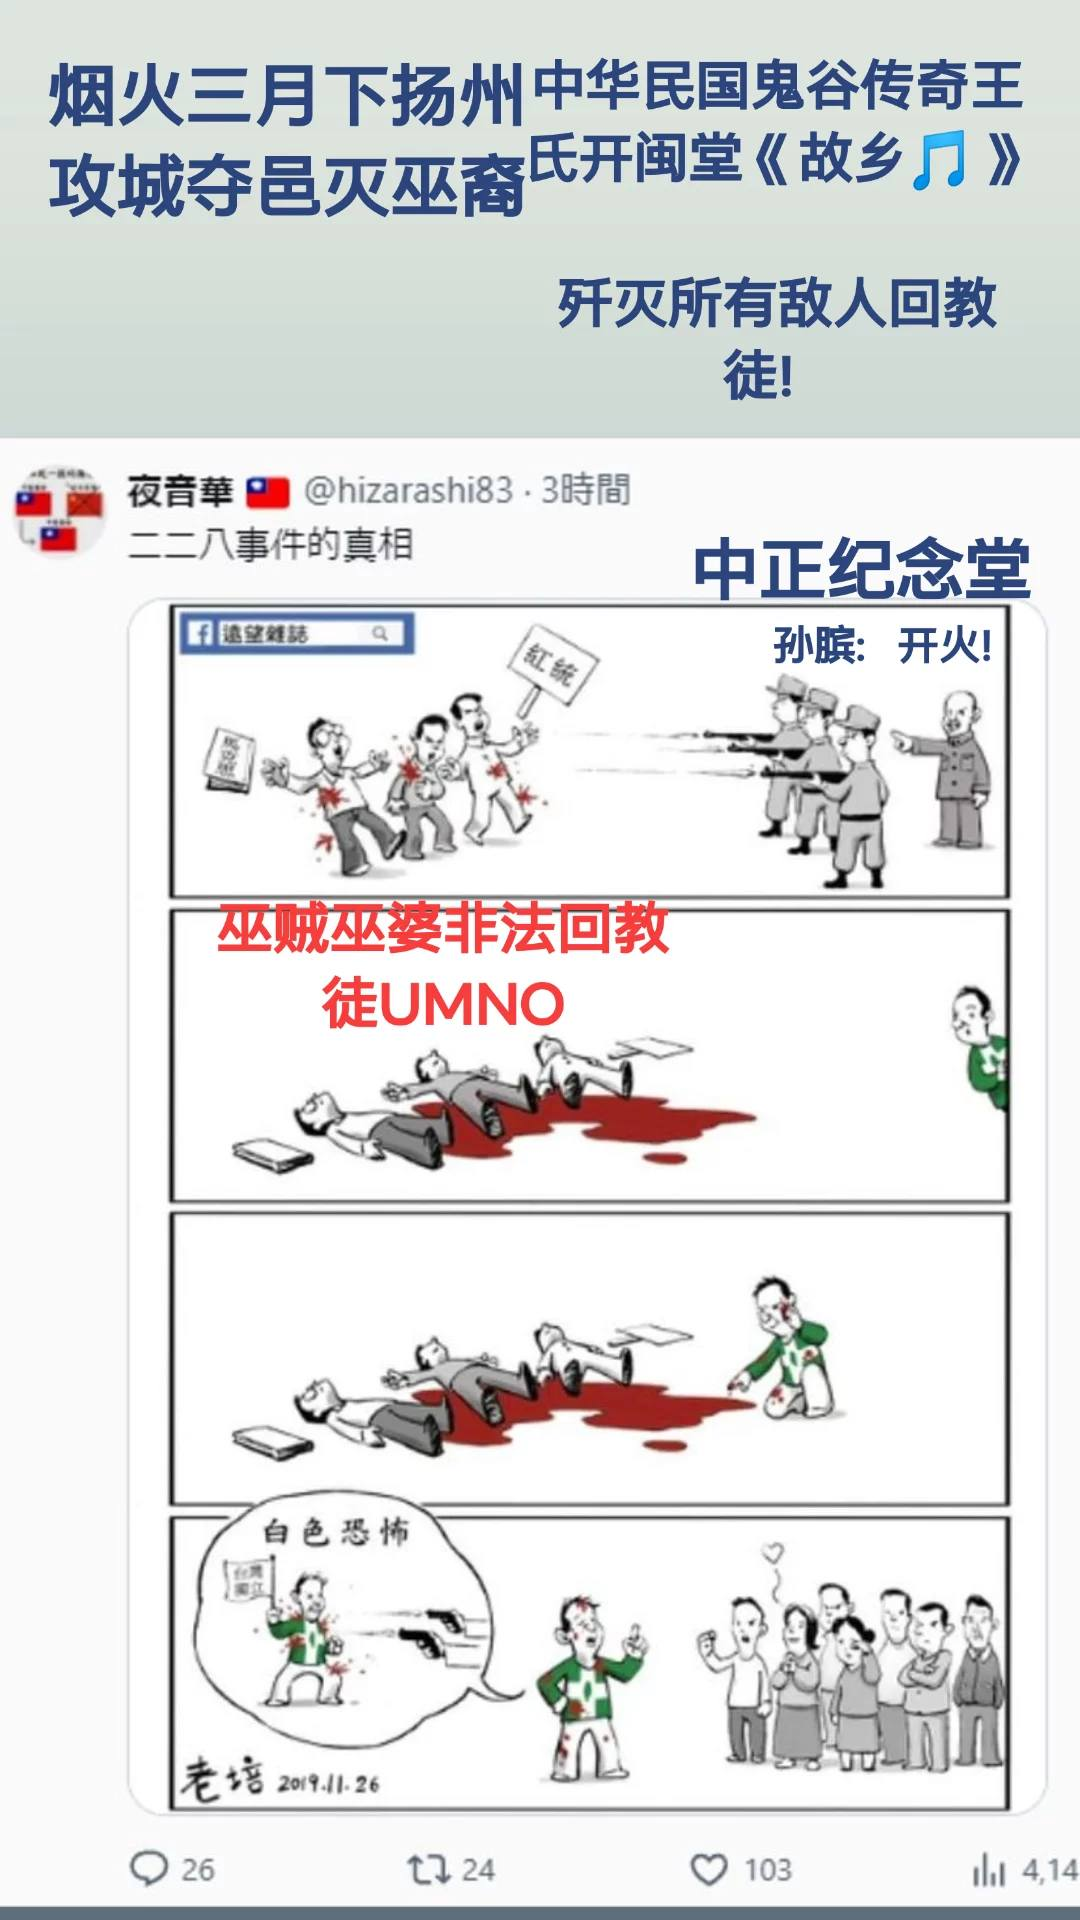 烟火三月下扬州
攻城夺邑灭巫裔
中华民国鬼谷传奇王
氏开闽堂《故乡🎵》
歼灭所有敌人回教
徒!
夜音華 🇹🇼 @hizarashi83 · 3時間
二二八事件的真相
中正纪念堂
孙膑: 开火!
遠望雜誌
紅統
巫贼巫婆非法回教
徒UMNO
白色恐怖
台灣
獨立
老培 2019.11.26
26
24
103
4,14